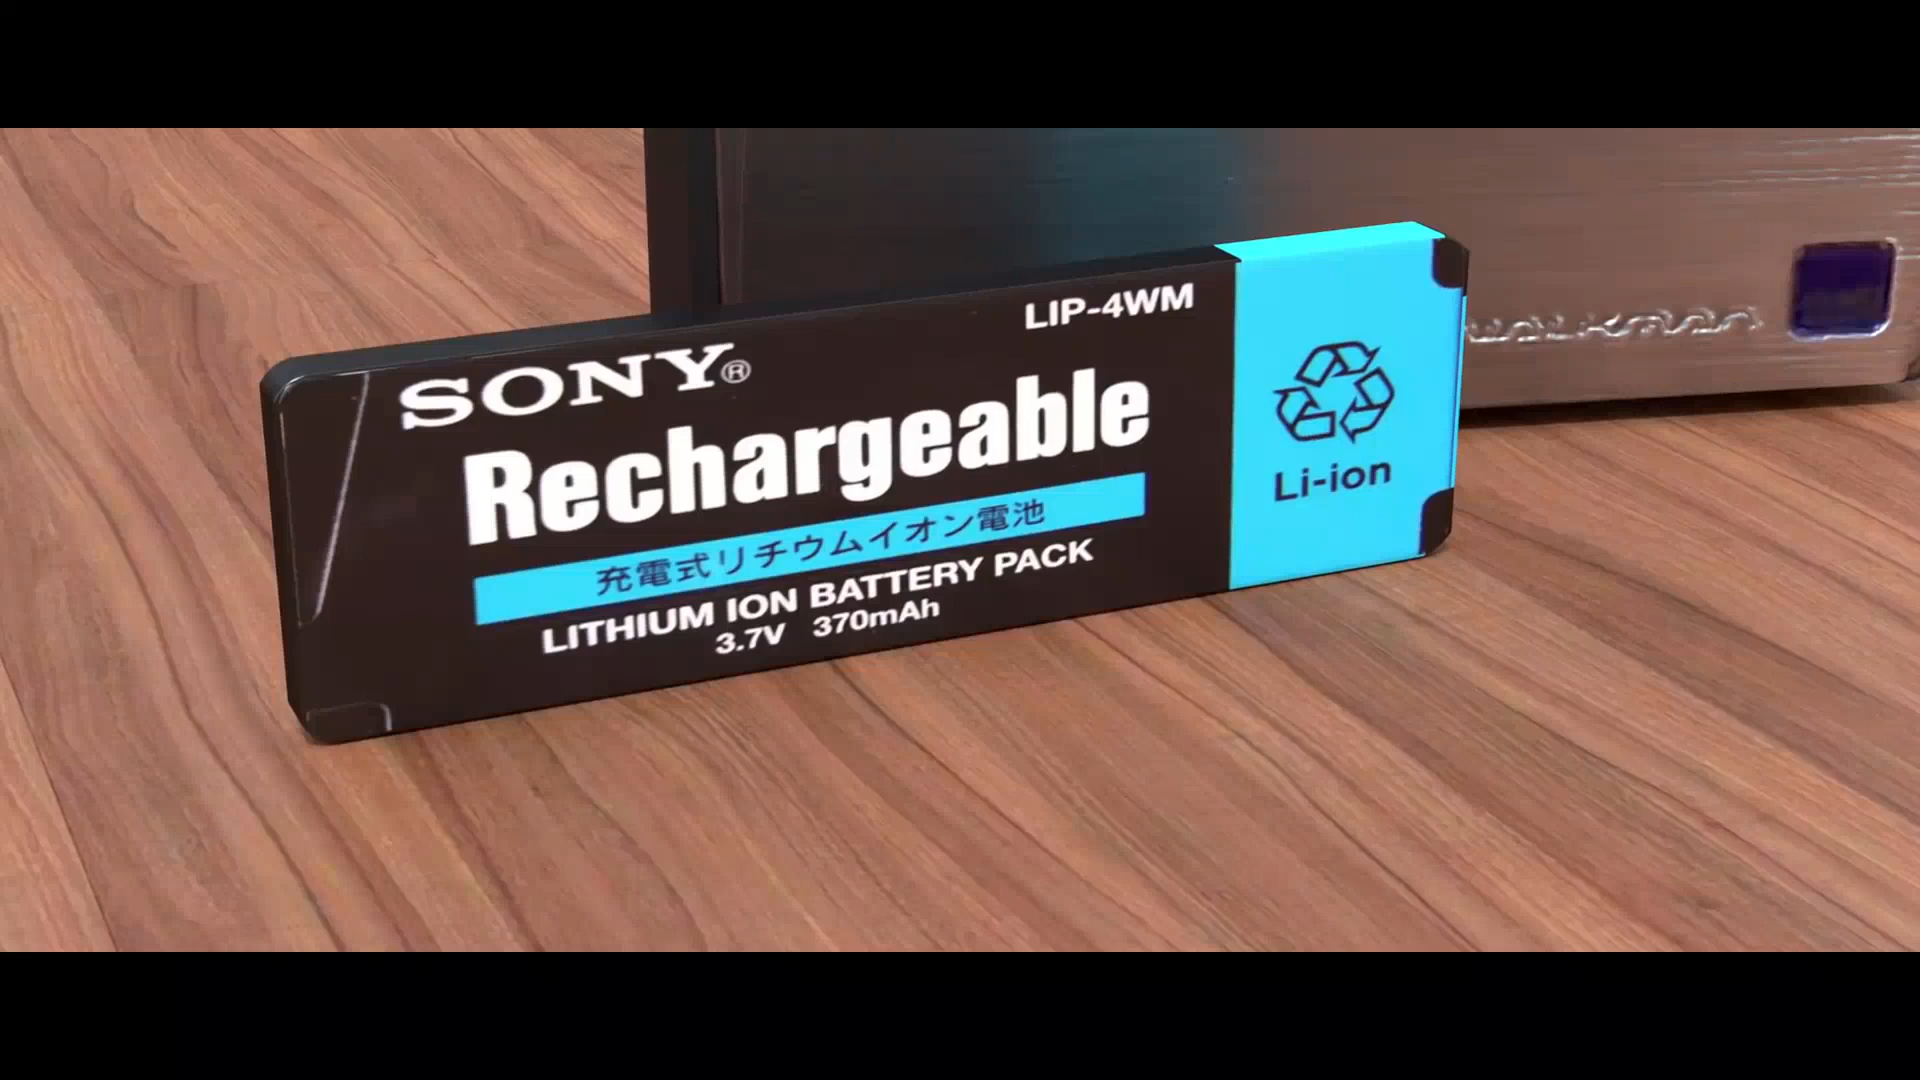 SONY®
LIP-4WM
Rechargeable
充電式リチウムイオン電池
LITHIUM ION BATTERY PACK
3.7V 370mAh
Li-ion
WALKMAN